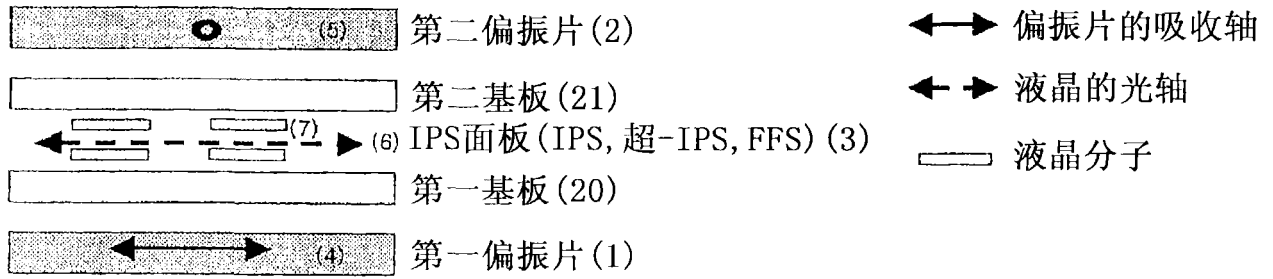 (5) 第二偏振片(2)
第二基板(21)
(7)
(6) IPS面板(IPS,超-IPS,FFS)(3)
第一基板(20)
(4) 第一偏振片(1)
偏振片的吸收轴
液晶的光轴
液晶分子